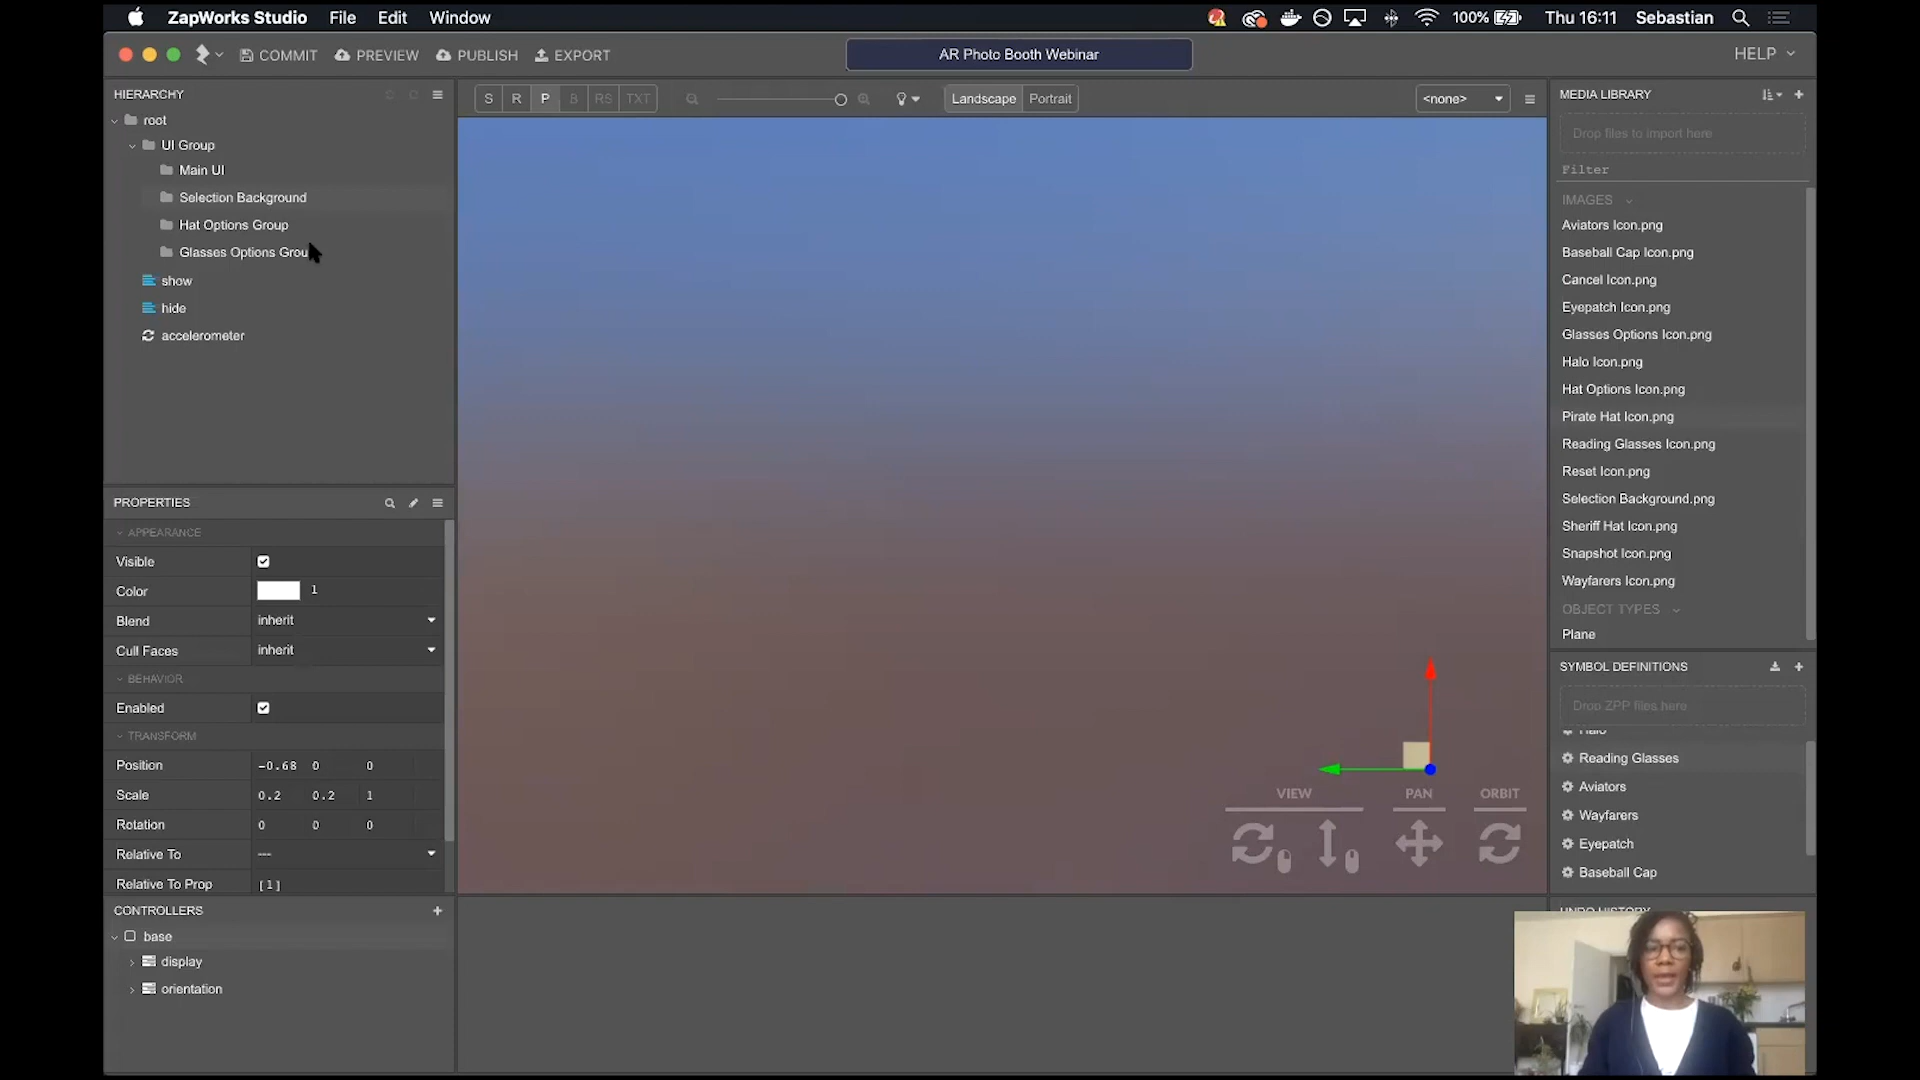 ZapWorks Studio File Edit Window 100% Thu 16:11 Sebastian
COMMIT PREVIEW PUBLISH EXPORT AR Photo Booth Webinar HELP
HIERARCHY
root
UI Group
Main UI
Selection Background
Hat Options Group
Glasses Options Grou
show
hide
accelerometer
PROPERTIES
APPEARANCE
Visible
Color 1
Blend inherit
Cull Faces inherit
BEHAVIOR
Enabled
TRANSFORM
Position -0.68 0 0
Scale 0.2 0.2 1
Rotation 0 0 0
Relative To ---
Relative To Prop [1]
CONTROLLERS
base
display
orientation
S R P B RS TXT Landscape Portrait <none>
VIEW PAN ORBIT
MEDIA LIBRARY
Drop files to import here
Filter
IMAGES
Aviators Icon.png
Baseball Cap Icon.png
Cancel Icon.png
Eyepatch Icon.png
Glasses Options Icon.png
Halo Icon.png
Hat Options Icon.png
Pirate Hat Icon.png
Reading Glasses Icon.png
Reset Icon.png
Selection Background.png
Sheriff Hat Icon.png
Snapshot Icon.png
Wayfarers Icon.png
OBJECT TYPES
Plane
SYMBOL DEFINITIONS
Drop ZPP files here
Halo
Reading Glasses
Aviators
Wayfarers
Eyepatch
Baseball Cap
UNDO HISTORY